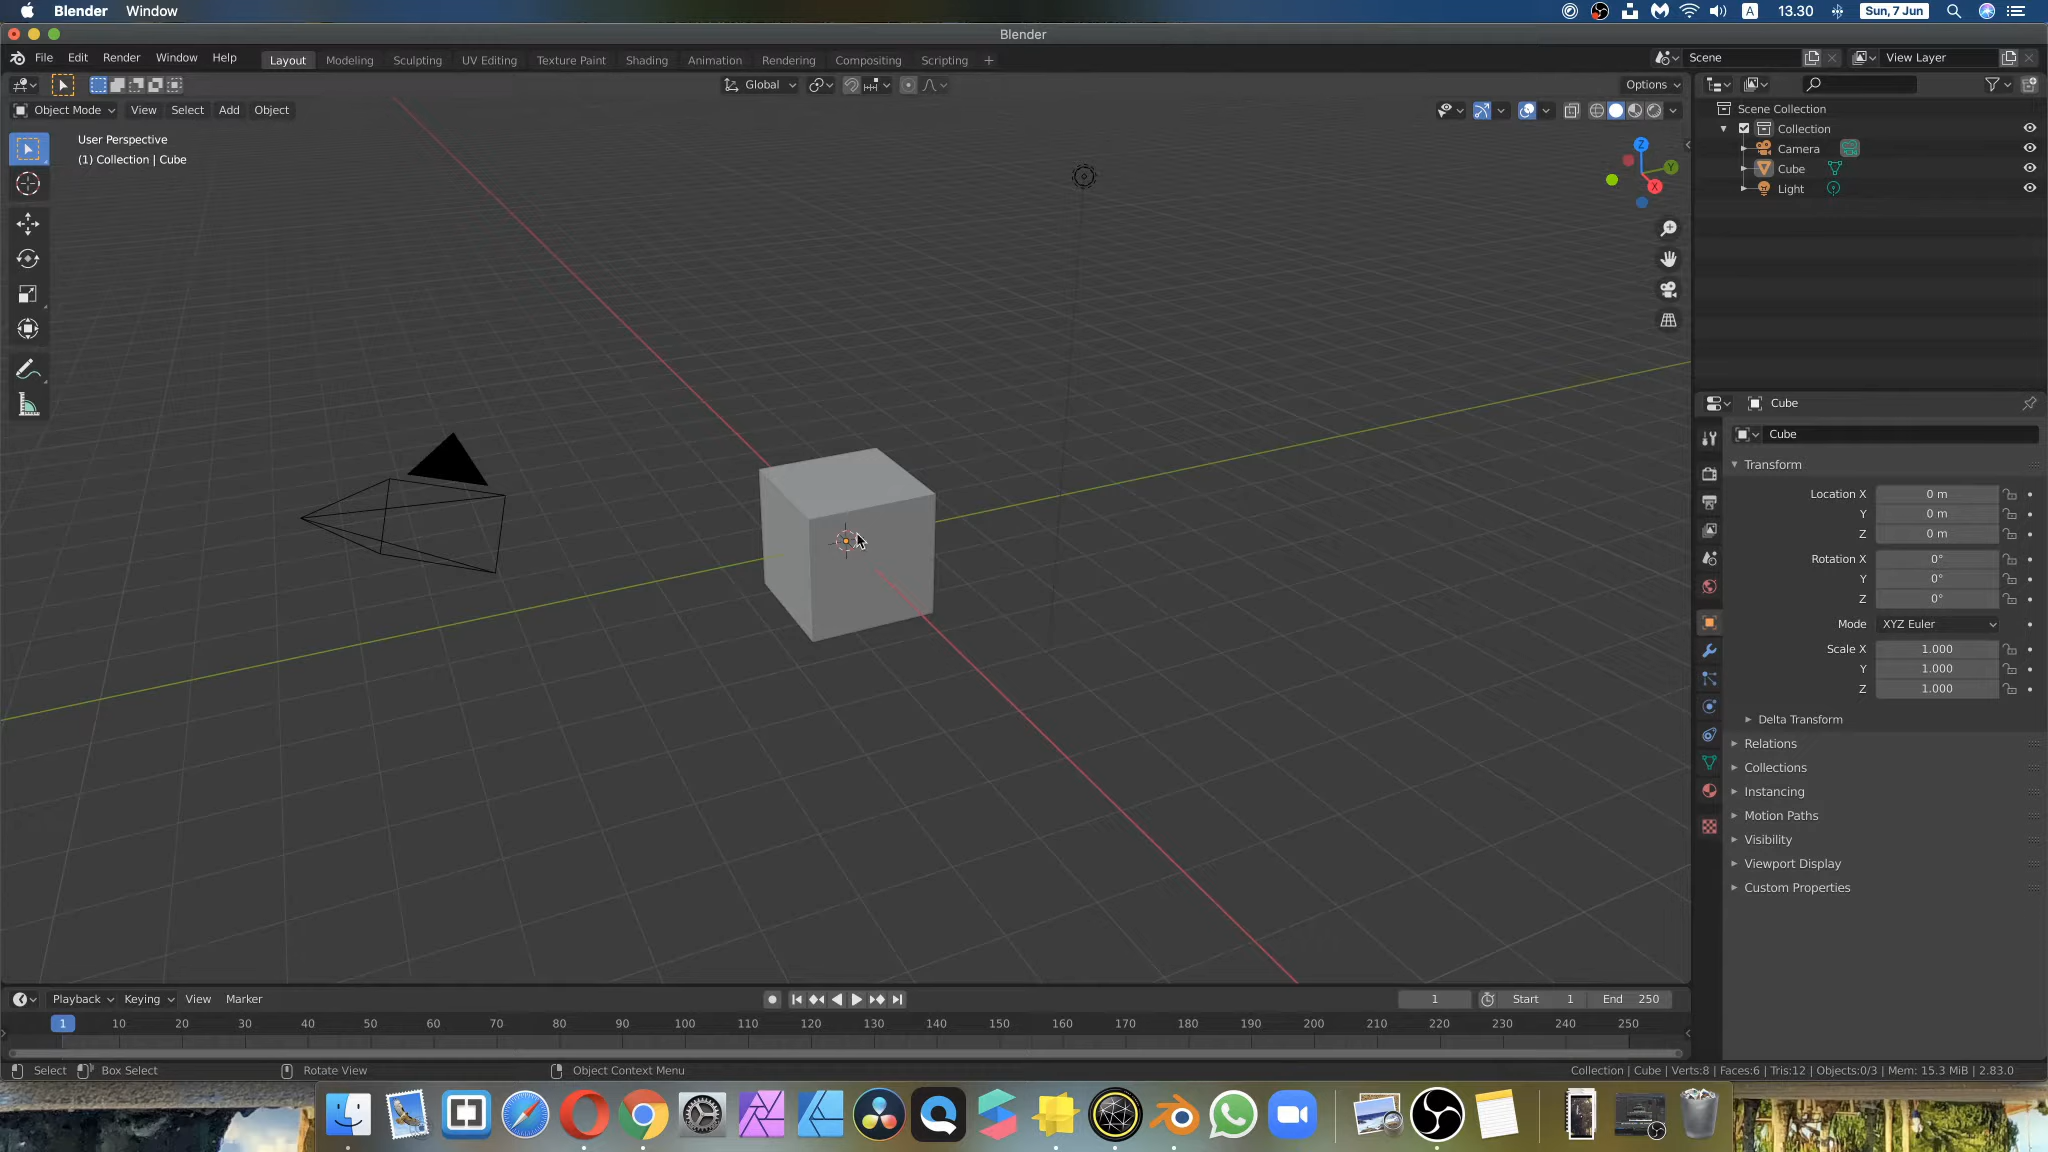 Blender Window A 13.30 Sun, 7 Jun
Blender
File Edit Render Window Help Layout Modeling Sculpting UV Editing Texture Paint Shading Animation Rendering Compositing Scripting + Scene View Layer
Global Options
Object Mode View Select Add Object
User Perspective
(1) Collection | Cube
Z
Y
X
Scene Collection
Collection
Camera
Cube
Light
Cube
Cube
Transform
Location X 0 m
Y 0 m
Z 0 m
Rotation X 0°
Y 0°
Z 0°
Mode XYZ Euler
Scale X 1.000
Y 1.000
Z 1.000
Delta Transform
Relations
Collections
Instancing
Motion Paths
Visibility
Viewport Display
Custom Properties
Playback Keying View Marker 1 Start 1 End 250
1 10 20 30 40 50 60 70 80 90 100 110 120 130 140 150 160 170 180 190 200 210 220 230 240 250
Select Box Select Rotate View Object Context Menu Collection | Cube | Verts:8 | Faces:6 | Tris:12 | Objects:0/3 | Mem: 15.3 MiB | 2.83.0